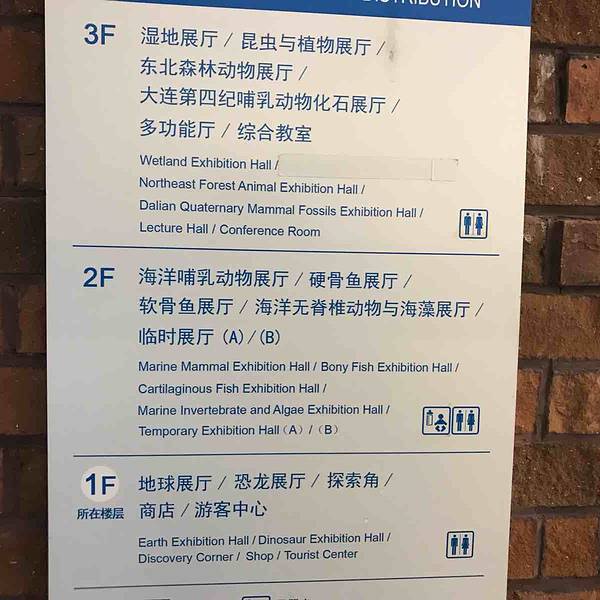 DISTRIBUTION
3F
湿地展厅 / 昆虫与植物展厅 /
东北森林动物展厅 /
大连第四纪哺乳动物化石展厅 /
多功能厅 / 综合教室
Wetland Exhibition Hall /
Northeast Forest Animal Exhibition Hall /
Dalian Quaternary Mammal Fossils Exhibition Hall /
Lecture Hall / Conference Room
2F
海洋哺乳动物展厅 / 硬骨鱼展厅 /
软骨鱼展厅 / 海洋无脊椎动物与海藻展厅 /
临时展厅 (A)/(B)
Marine Mammal Exhibition Hall / Bony Fish Exhibition Hall /
Cartilaginous Fish Exhibition Hall /
Marine Invertebrate and Algae Exhibition Hall /
Temporary Exhibition Hall (A) / (B)
1F
所在楼层
地球展厅 / 恐龙展厅 / 探索角 /
商店 / 游客中心
Earth Exhibition Hall / Dinosaur Exhibition Hall /
Discovery Corner / Shop / Tourist Center